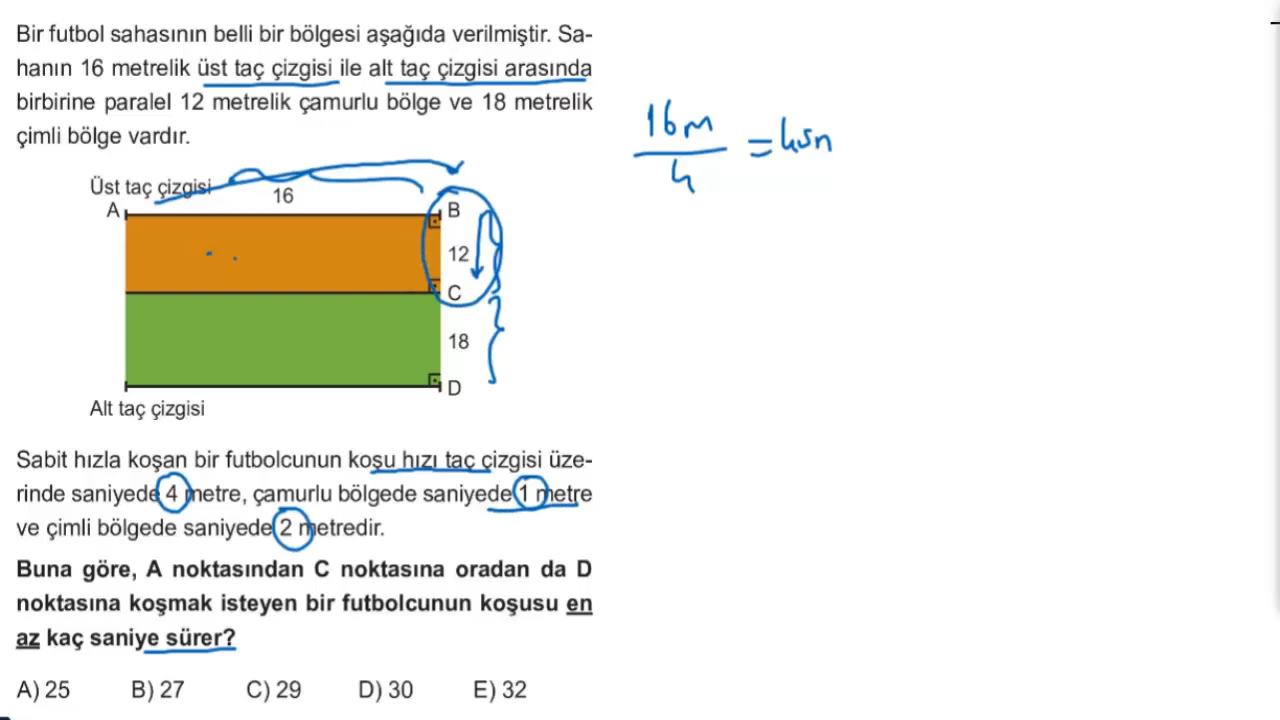 Bir futbol sahasının belli bir bölgesi aşağıda verilmiştir. Sa-
hanın 16 metrelik üst taç çizgisi ile alt taç çizgisi arasında
birbirine paralel 12 metrelik çamurlu bölge ve 18 metrelik
çimli bölge vardır.
16m
4
= 4sn
Üst taç çizgisi
16
A
B
12
C
18
D
Alt taç çizgisi
Sabit hızla koşan bir futbolcunun koşu hızı taç çizgisi üze-
rinde saniyede 4 metre, çamurlu bölgede saniyede 1 metre
ve çimli bölgede saniyede 2 metredir.
Buna göre, A noktasından C noktasına oradan da D
noktasına koşmak isteyen bir futbolcunun koşusu en
az kaç saniye sürer?
A) 25 B) 27 C) 29 D) 30 E) 32